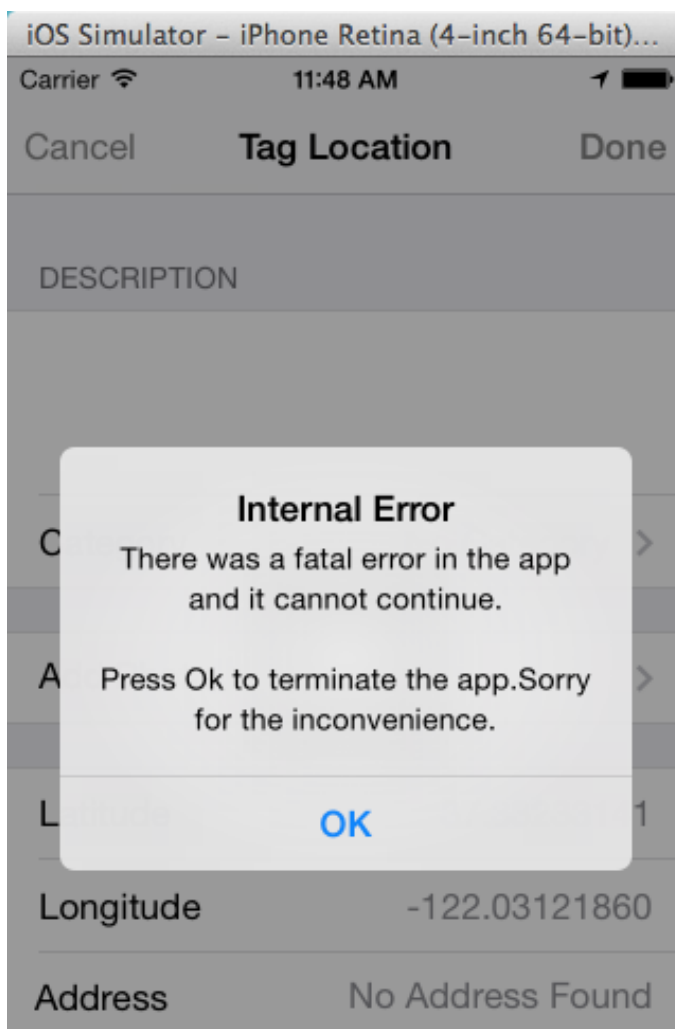 iOS Simulator – iPhone Retina (4-inch 64-bit)...
Carrier 11:48 AM
Cancel Tag Location Done
DESCRIPTION
Internal Error
There was a fatal error in the app
and it cannot continue.
Press Ok to terminate the app.Sorry
for the inconvenience.
OK
Longitude -122.03121860
Address No Address Found